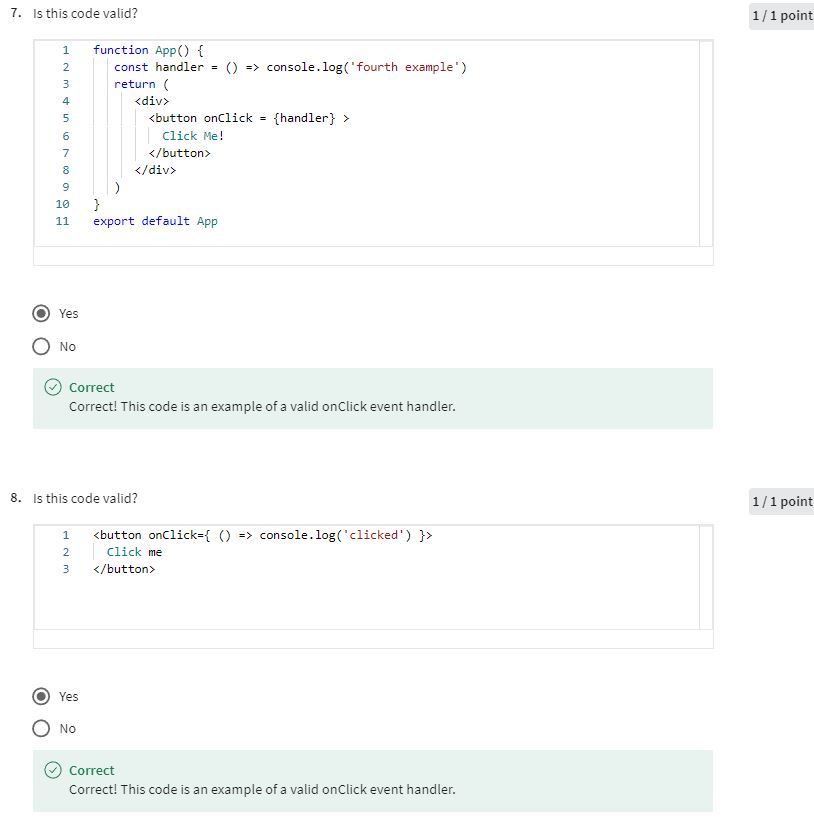 7. Is this code valid?
1 / 1 point
1 function App() {
2 const handler = () => console.log('fourth example')
3 return (
4 <div>
5 <button onClick = {handler} >
6 Click Me!
7 </button>
8 </div>
9 )
10 }
11 export default App
Yes
No
Correct
Correct! This code is an example of a valid onClick event handler.
8. Is this code valid?
1 / 1 point
1 <button onClick={ () => console.log('clicked') }>
2 Click me
3 </button>
Yes
No
Correct
Correct! This code is an example of a valid onClick event handler.